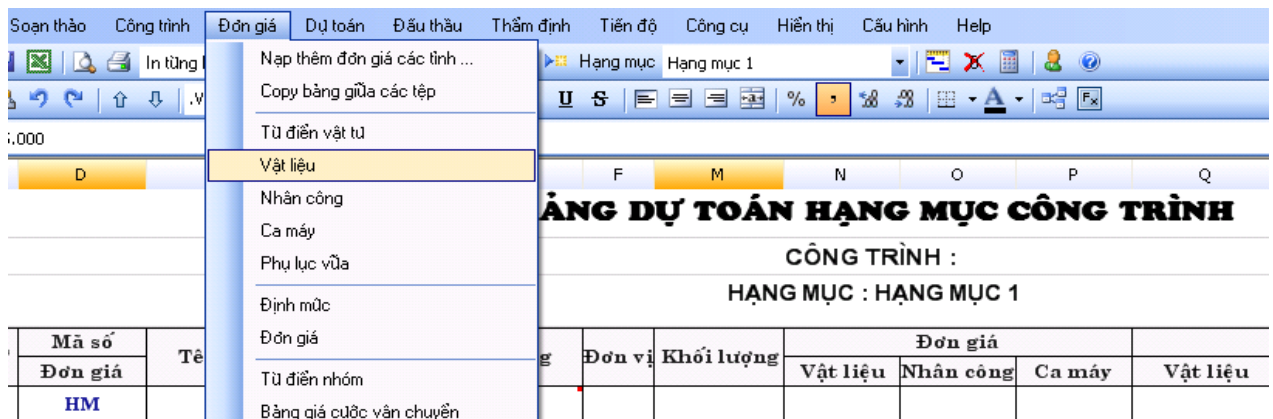 Soạn thảo Công trình Đơn giá Dự toán Đấu thầu Thẩm định Tiến độ Công cụ Hiển thị Cấu hình Help
In từng Hạng mục Hạng mục 1
Nạp thêm đơn giá các tỉnh ...
Copy bảng giữa các tệp
Từ điển vật tư
Vật liệu
Nhân công
Ca máy
Phụ lục vữa
Định mức
Đơn giá
Từ điển nhóm
Bảng giá cước vận chuyển
.V U S % ,
.000
D F M N O P Q
ẢNG DỰ TOÁN HẠNG MỤC CÔNG TRÌNH
CÔNG TRÌNH :
HẠNG MỤC : HẠNG MỤC 1
Mã số Tê g Đơn vị Khối lượng Đơn giá
Đơn giá Vật liệu Nhân công Ca máy Vật liệu
HM